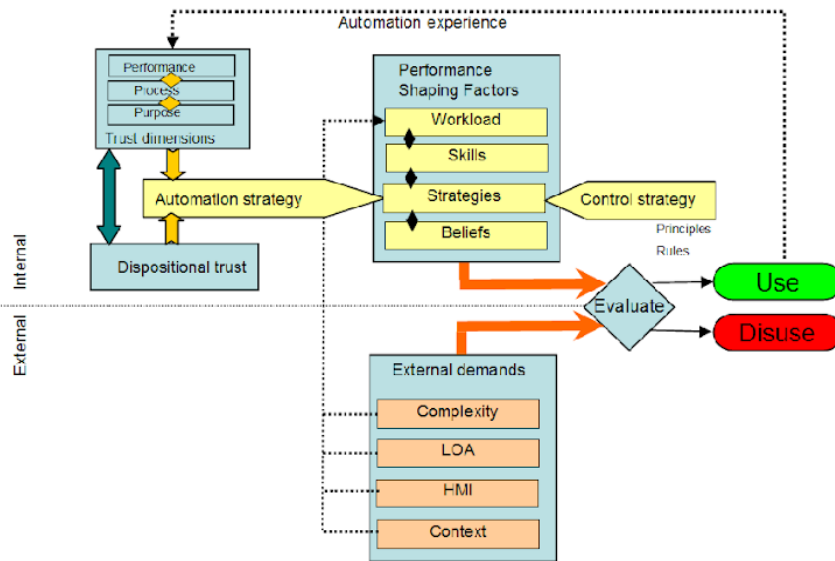 Automation experience
Performance
Process
Purpose
Trust dimensions
Performance
Shaping Factors
Workload
Skills
Strategies
Beliefs
Automation strategy
Control strategy
Principles
Rules
Dispositional trust
Internal
External
Evaluate
Use
Disuse
External demands
Complexity
LOA
HMI
Context